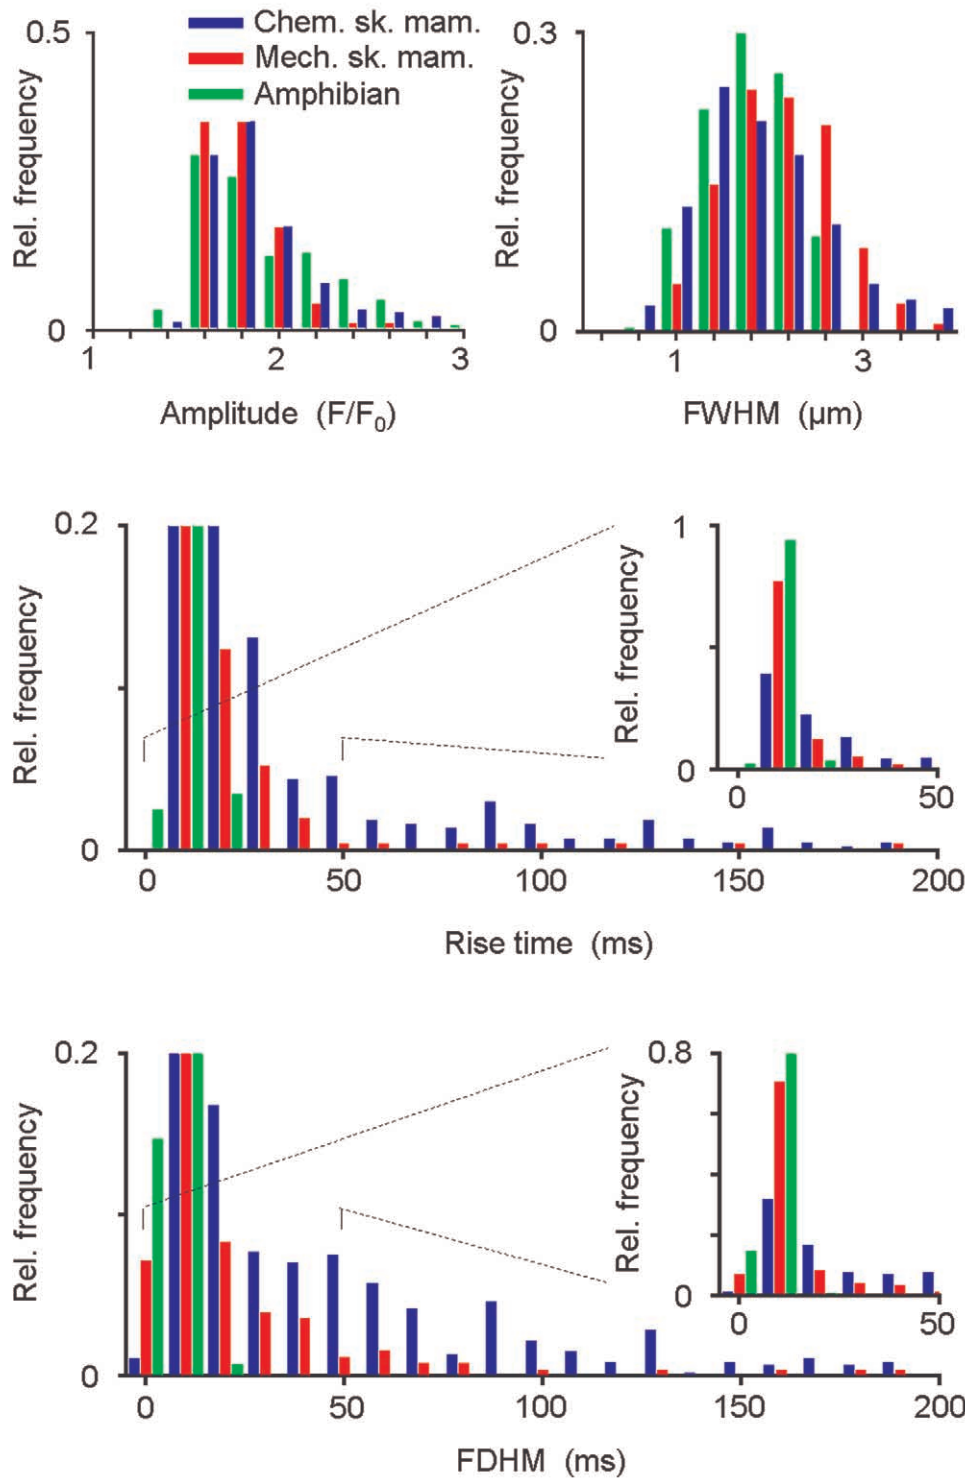 Chem. sk. mam.
Mech. sk. mam.
Amphibian
0.5
Rel. frequency
0
1
2
3
Amplitude (F/F0)
0.3
Rel. frequency
0
1
3
FWHM (μm)
0.2
Rel. frequency
0
0
50
100
150
200
Rise time (ms)
1
Rel. frequency
0
0
50
0.2
Rel. frequency
0
0
50
100
150
200
FDHM (ms)
0.8
Rel. frequency
0
0
50